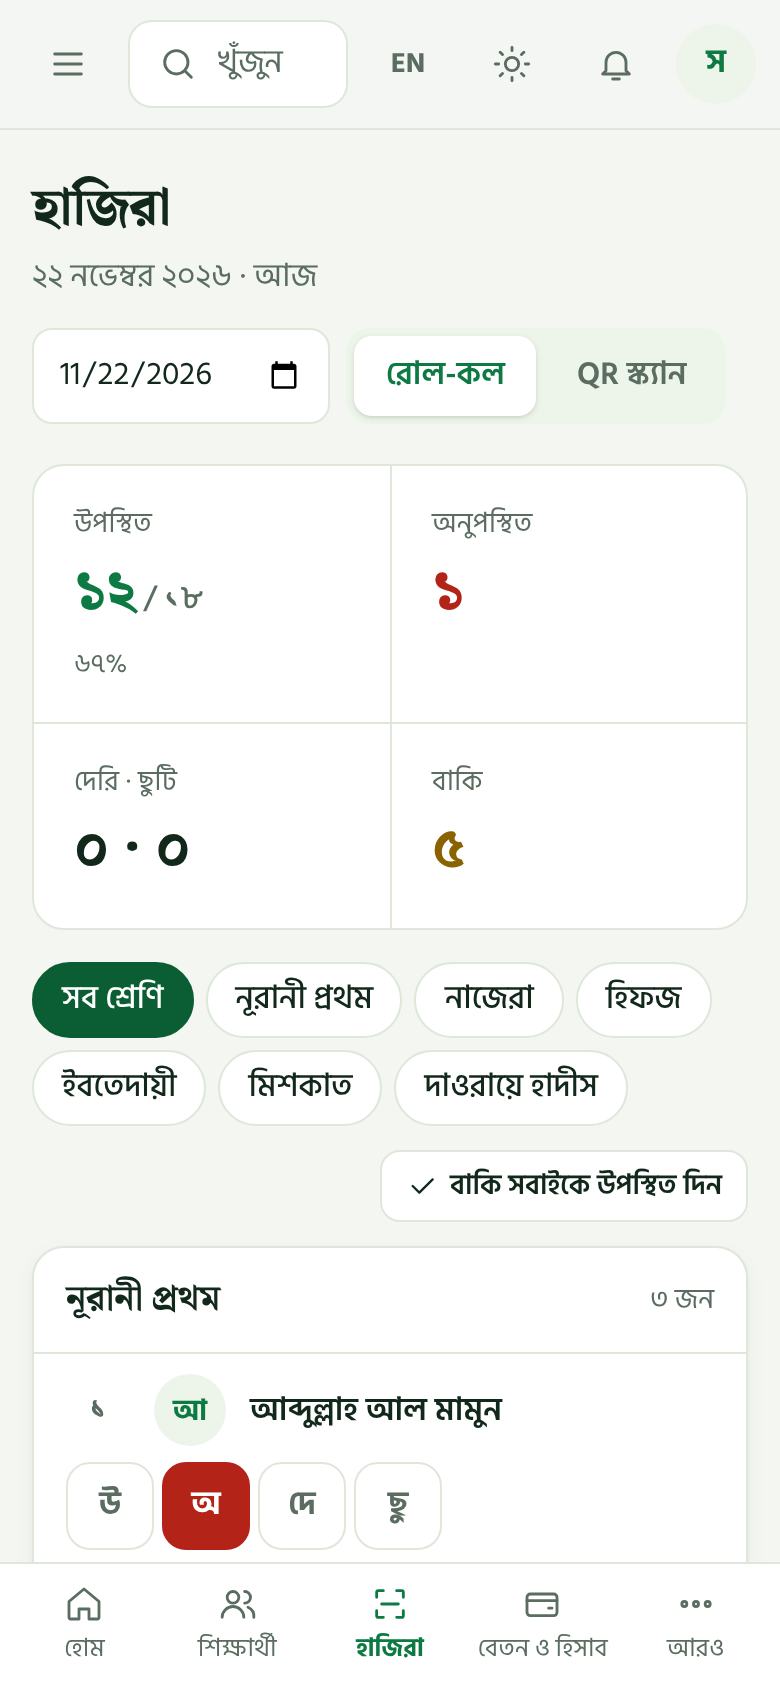 খুঁজুন EN স
হাজিরা
২২ নভেম্বর ২০২৬ · আজ
11/22/2026 রোল-কল QR স্ক্যান
উপস্থিত অনুপস্থিত
১২ / ১৮ ১
৬৭%
দেরি · ছুটি বাকি
০ · ০ ৫
সব শ্রেণি নূরানী প্রথম নাজেরা হিফজ
ইবতেদায়ী মিশকাত দাওরায়ে হাদীস
বাকি সবাইকে উপস্থিত দিন
নূরানী প্রথম ৩ জন
১ আ আব্দুল্লাহ আল মামুন
উ অ দে ছু
হোম শিক্ষার্থী হাজিরা বেতন ও হিসাব আরও